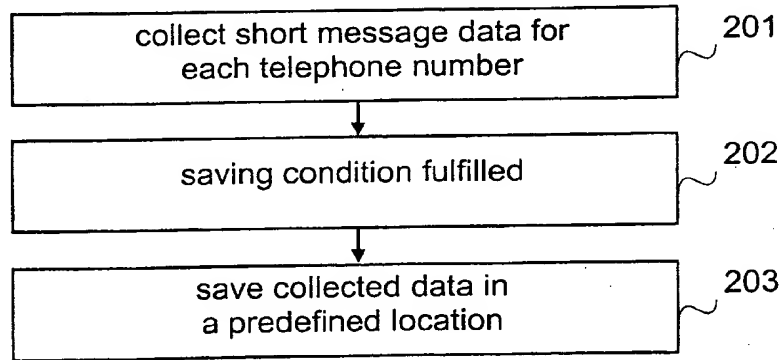 collect short message data for
each telephone number
201
saving condition fulfilled
202
save collected data in
a predefined location
203